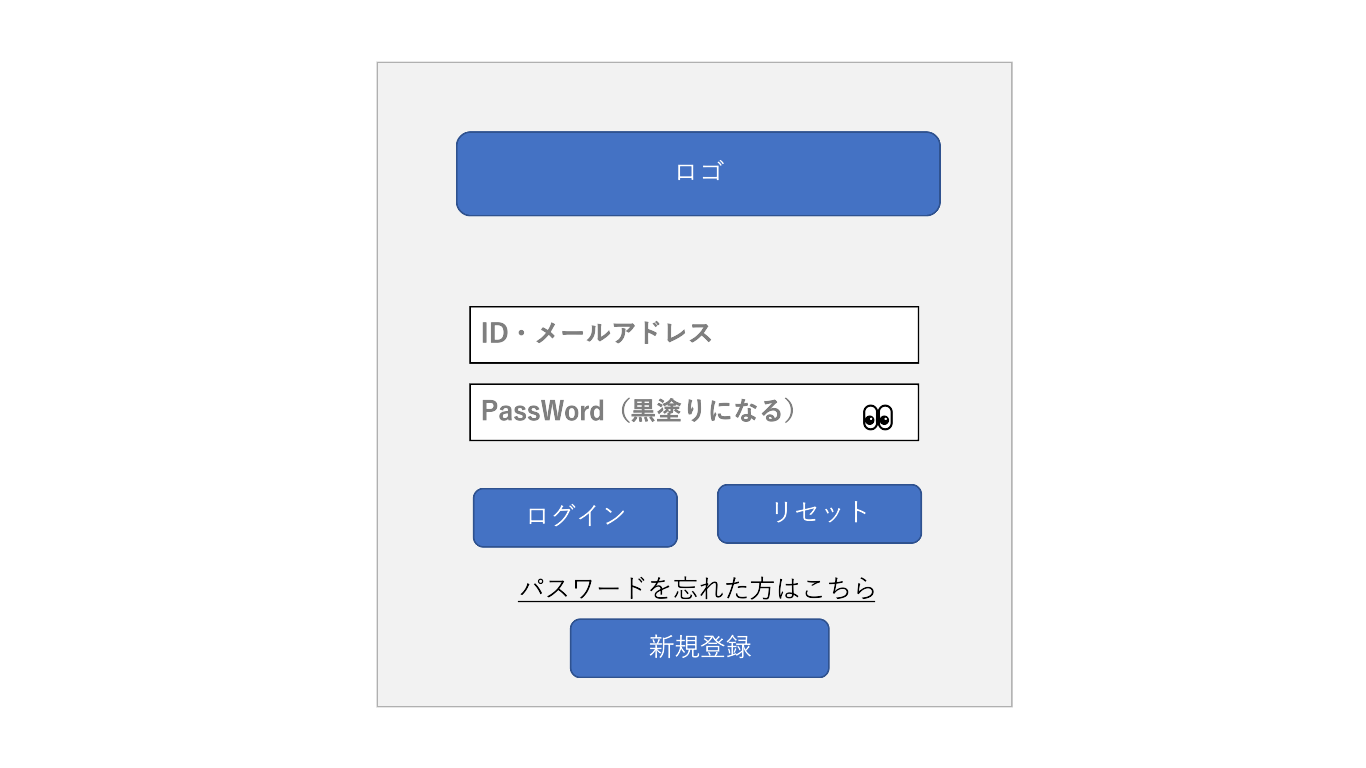 ロゴ
ID・メールアドレス
PassWord（黒塗りになる）
ログイン
リセット
パスワードを忘れた方はこちら
新規登録